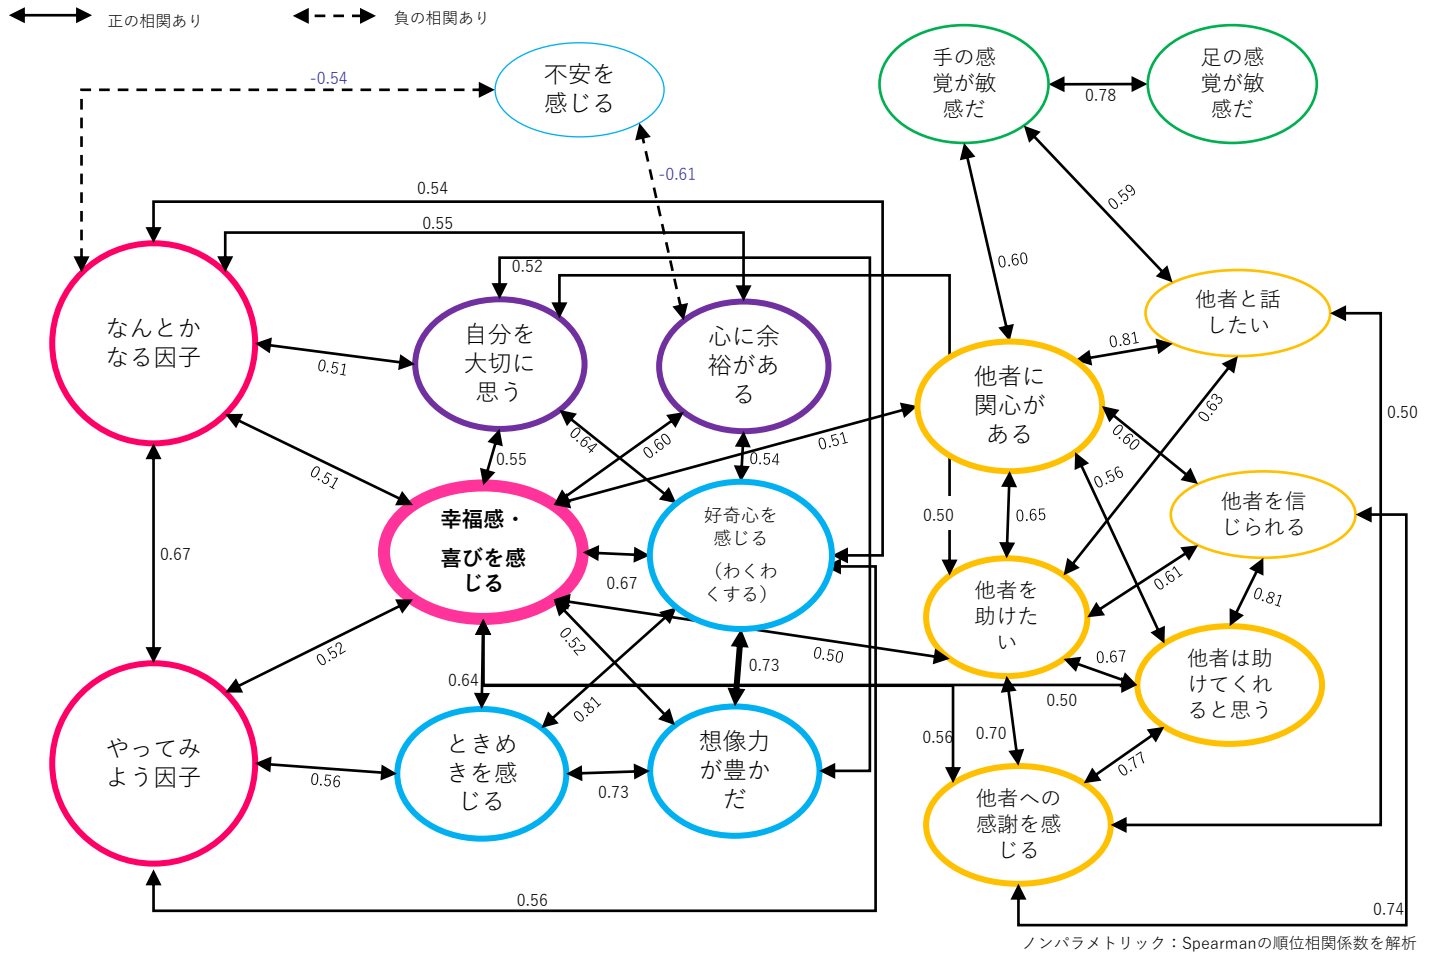 正の相関あり
負の相関あり
-0.54
不安を
感じる
手の感
覚が敏
感だ
0.78
足の感
覚が敏
感だ
-0.61
0.54
0.59
0.55
0.52
0.60
なんとか
なる因子
自分を
大切に
思う
心に余
裕があ
る
他者と話
したい
0.51
0.81
他者に
関心が
ある
0.63
0.50
0.64
0.60
0.51
0.60
0.55
0.54
0.51
0.56
幸福感・
喜びを感
じる
好奇心を
感じる
（わくわ
くする）
0.50
0.65
他者を信
じられる
0.67
0.67
0.61
0.81
他者を
助けた
い
0.52
0.52
0.50
0.73
0.67
他者は助
けてくれ
ると思う
0.64
0.81
0.50
0.56
0.70
0.77
やってみ
よう因子
0.56
ときめ
きを感
じる
0.73
想像力
が豊か
だ
他者への
感謝を感
じる
0.56
0.74
ノンパラメトリック：Spearmanの順位相関係数を解析